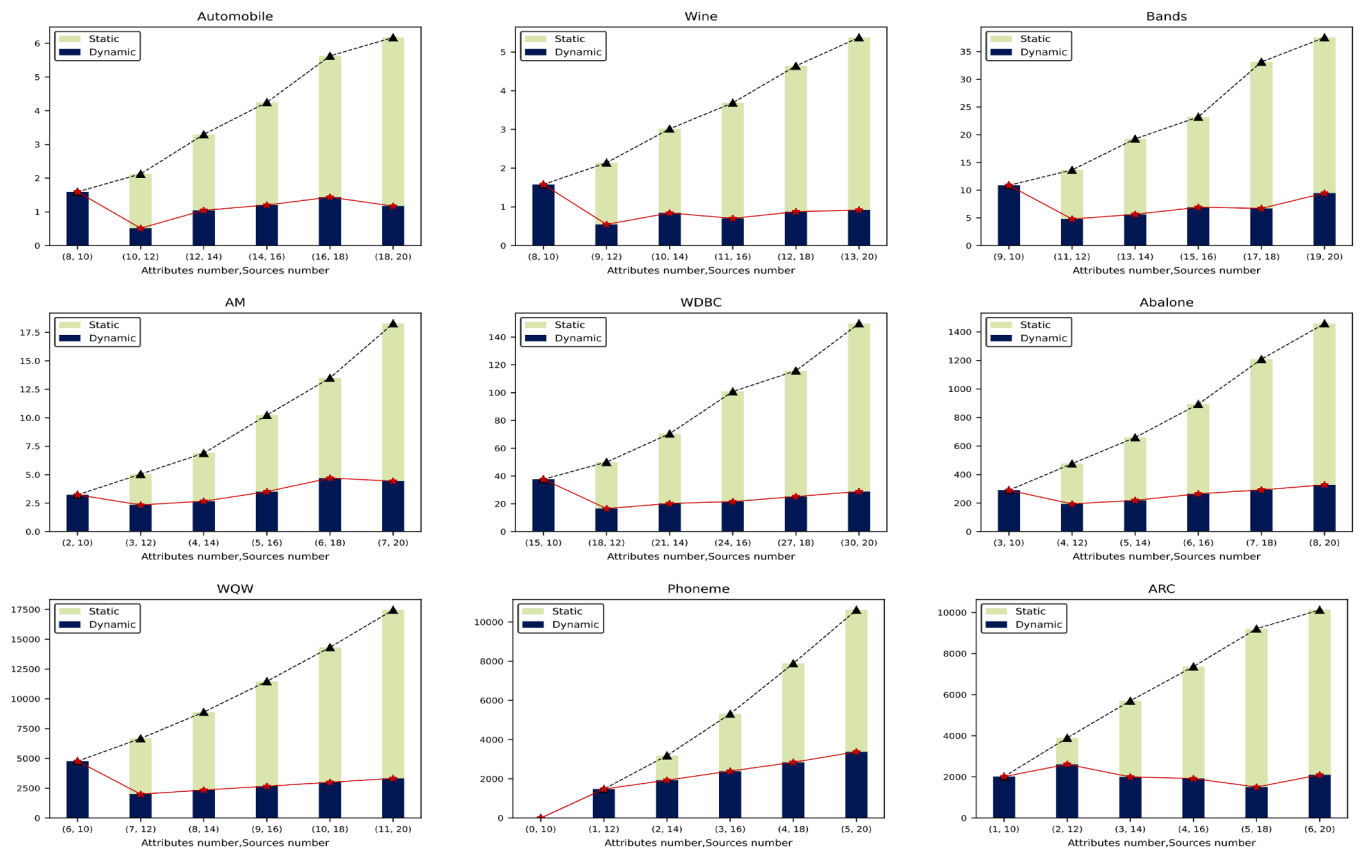 Automobile
Static
Dynamic
6
5
4
3
2
1
0
(8, 10) (10, 12) (12, 14) (14, 16) (16, 18) (18, 20)
Attributes number,Sources number
Wine
Static
Dynamic
5
4
3
2
1
0
(8, 10) (9, 12) (10, 14) (11, 16) (12, 18) (13, 20)
Attributes number,Sources number
Bands
Static
Dynamic
35
30
25
20
15
10
5
0
(9, 10) (11, 12) (13, 14) (15, 16) (17, 18) (19, 20)
Attributes number,Sources number
AM
Static
Dynamic
17.5
15.0
12.5
10.0
7.5
5.0
2.5
0.0
(2, 10) (3, 12) (4, 14) (5, 16) (6, 18) (7, 20)
Attributes number,Sources number
WDBC
Static
Dynamic
140
120
100
80
60
40
20
0
(15, 10) (18, 12) (21, 14) (24, 16) (27, 18) (30, 20)
Attributes number,Sources number
Abalone
Static
Dynamic
1400
1200
1000
800
600
400
200
0
(3, 10) (4, 12) (5, 14) (6, 16) (7, 18) (8, 20)
Attributes number,Sources number
WQW
Static
Dynamic
17500
15000
12500
10000
7500
5000
2500
0
(6, 10) (7, 12) (8, 14) (9, 16) (10, 18) (11, 20)
Attributes number,Sources number
Phoneme
Static
Dynamic
10000
8000
6000
4000
2000
0
(0, 10) (1, 12) (2, 14) (3, 16) (4, 18) (5, 20)
Attributes number,Sources number
ARC
Static
Dynamic
10000
8000
6000
4000
2000
0
(1, 10) (2, 12) (3, 14) (4, 16) (5, 18) (6, 20)
Attributes number,Sources number